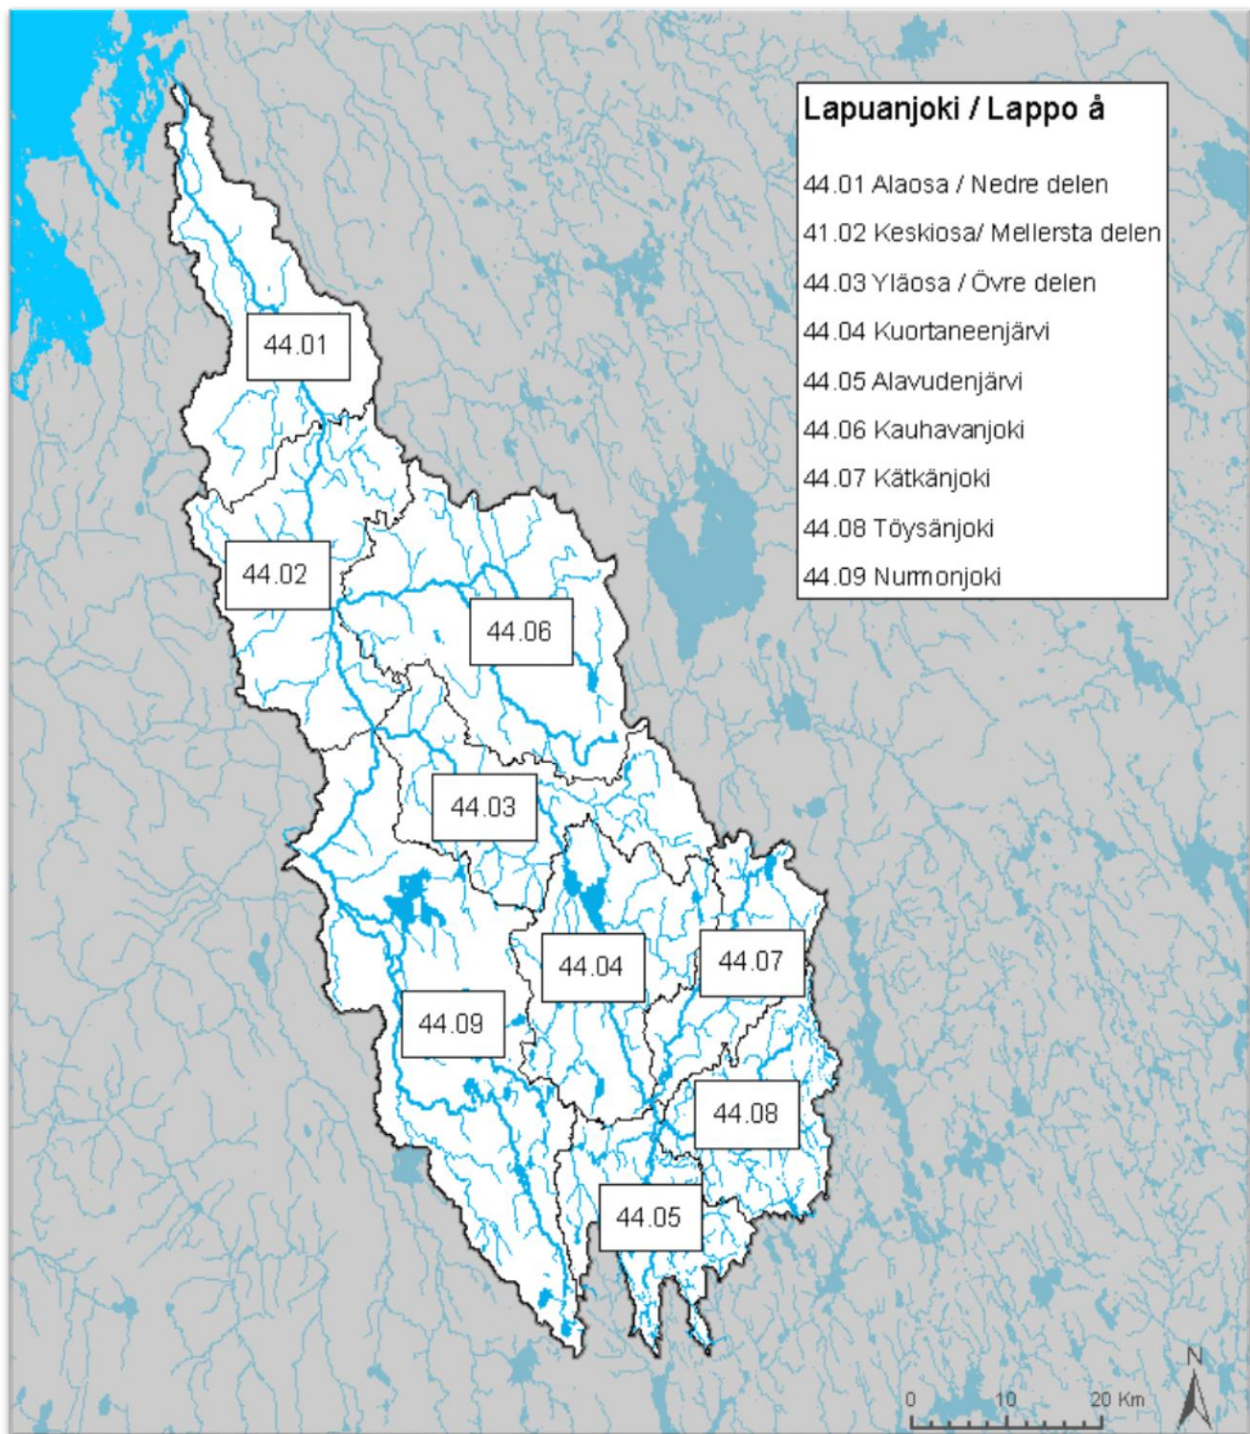 Lapuanjoki / Lappo å
44.01 Alaosa / Nedre delen
41.02 Keskiosa/ Mellersta delen
44.03 Yläosa / Övre delen
44.04 Kuortaneenjärvi
44.05 Alavudenjärvi
44.06 Kauhavanjoki
44.07 Kätkänjoki
44.08 Töysänjoki
44.09 Nurmonjoki
44.01
44.02
44.06
44.03
44.04
44.07
44.09
44.08
44.05
N
0 10 20 Km